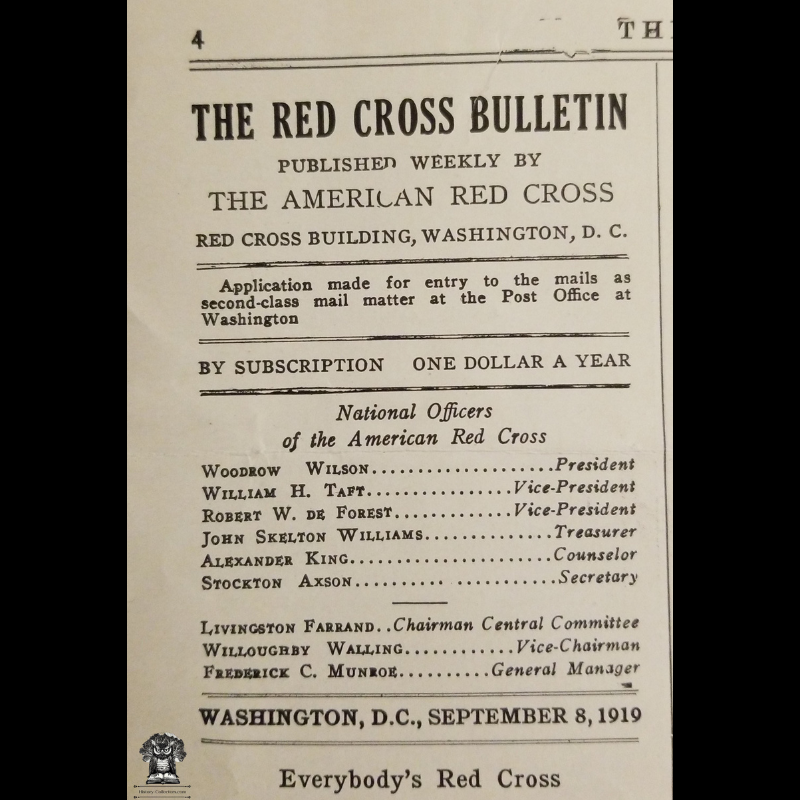 4
TH
THE RED CROSS BULLETIN
PUBLISHED WEEKLY BY
THE AMERICAN RED CROSS
RED CROSS BUILDING, WASHINGTON, D. C.
Application made for entry to the mails as
second-class mail matter at the Post Office at
Washington
BY SUBSCRIPTION ONE DOLLAR A YEAR
National Officers
of the American Red Cross
WOODROW WILSON....................President
WILLIAM H. TAFT................Vice-President
ROBERT W. DE FOREST.............Vice-President
JOHN SKELTON WILLIAMS..............Treasurer
ALEXANDER KING......................Counselor
STOCKTON AXSON.......... ...........Secretary
LIVINGSTON FARRAND..Chairman Central Committee
WILLOUGHBY WALLING............Vice-Chairman
FREDERICK C. MUNROE..........General Manager
WASHINGTON, D.C., SEPTEMBER 8, 1919
Everybody's Red Cross